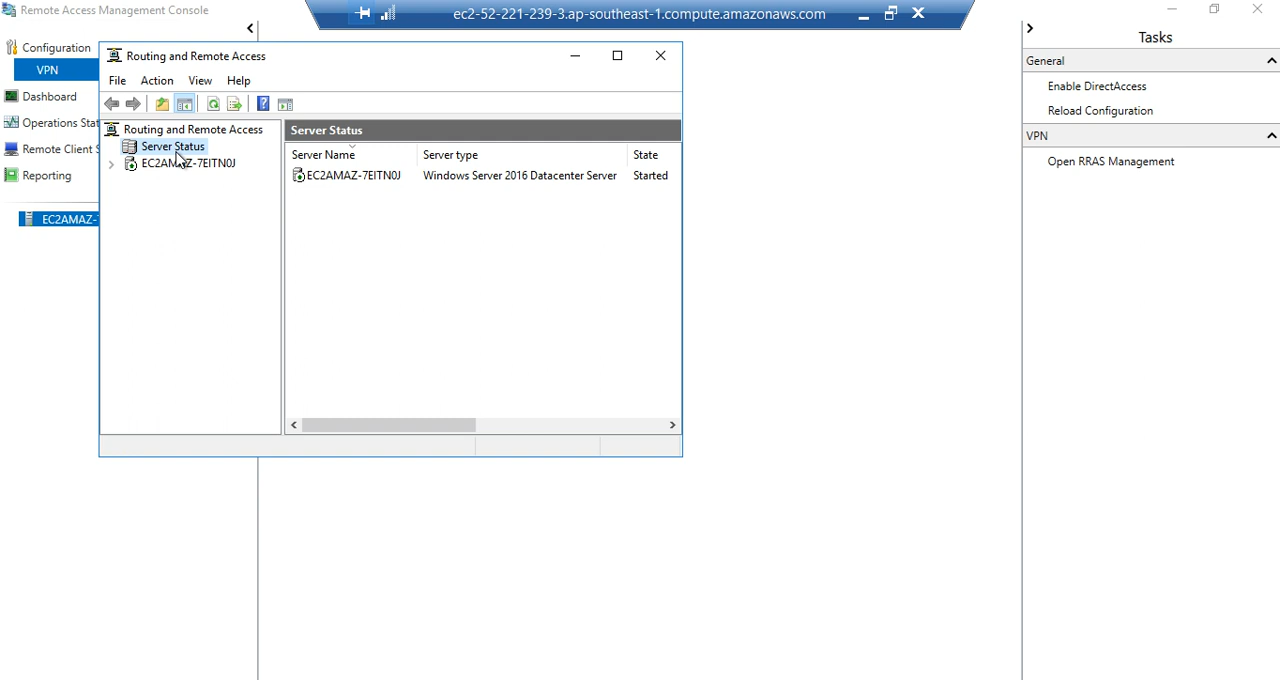 Remote Access Management Console
ec2-52-221-239-3.ap-southeast-1.compute.amazonaws.com
Configuration
VPN
Dashboard
Operations Stat
Remote Client S
Reporting
EC2AMAZ-7
Routing and Remote Access
File Action View Help
Routing and Remote Access
Server Status
EC2AMAZ-7EITN0J
Server Status
Server Name Server type State
EC2AMAZ-7EITN0J Windows Server 2016 Datacenter Server Started
Tasks
General
Enable DirectAccess
Reload Configuration
VPN
Open RRAS Management